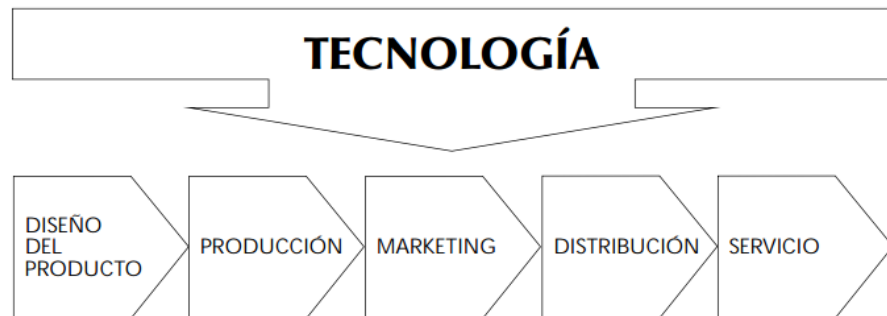 TECNOLOGÍA
DISEÑO
DEL
PRODUCTO
PRODUCCIÓN
MARKETING
DISTRIBUCIÓN
SERVICIO